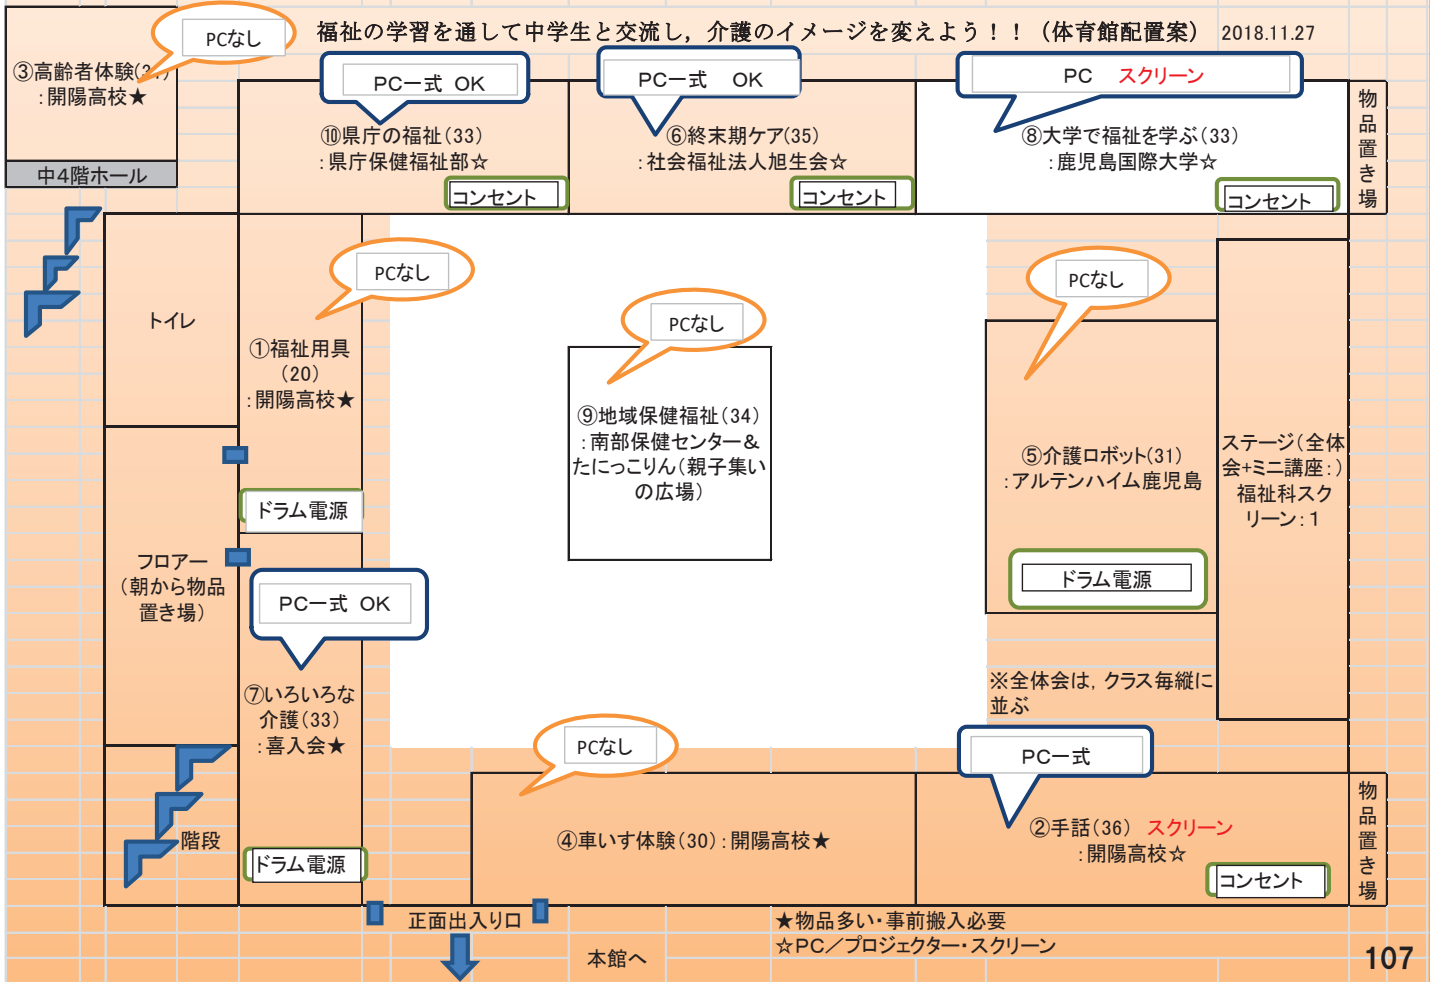 福祉の学習を通して中学生と交流し，介護のイメージを変えよう！！（体育館配置案） 2018.11.27
PCなし
③高齢者体験(31)
：開陽高校★
中4階ホール
PC一式 OK
⑩県庁の福祉(33)
：県庁保健福祉部☆
コンセント
PC一式 OK
⑥終末期ケア(35)
：社会福祉法人旭生会☆
コンセント
PC スクリーン
⑧大学で福祉を学ぶ(33)
：鹿児島国際大学☆
コンセント
物品置き場
トイレ
PCなし
①福祉用具
(20)
：開陽高校★
ドラム電源
PCなし
⑨地域保健福祉(34)
：南部保健センター＆
たにっこりん(親子集い
の広場)
PCなし
⑤介護ロボット(31)
：アルテンハイム鹿児島
ドラム電源
ステージ(全体
会+ミニ講座：)
福祉科スク
リーン：1
フロアー
(朝から物品
置き場)
PC一式 OK
⑦いろいろな
介護(33)
：喜入会★
ドラム電源
※全体会は，クラス毎縦に
並ぶ
階段
PCなし
④車いす体験(30)：開陽高校★
PC一式
②手話(36) スクリーン
：開陽高校☆
コンセント
物品置き場
正面出入り口
★物品多い・事前搬入必要
☆PC／プロジェクター・スクリーン
本館へ
107